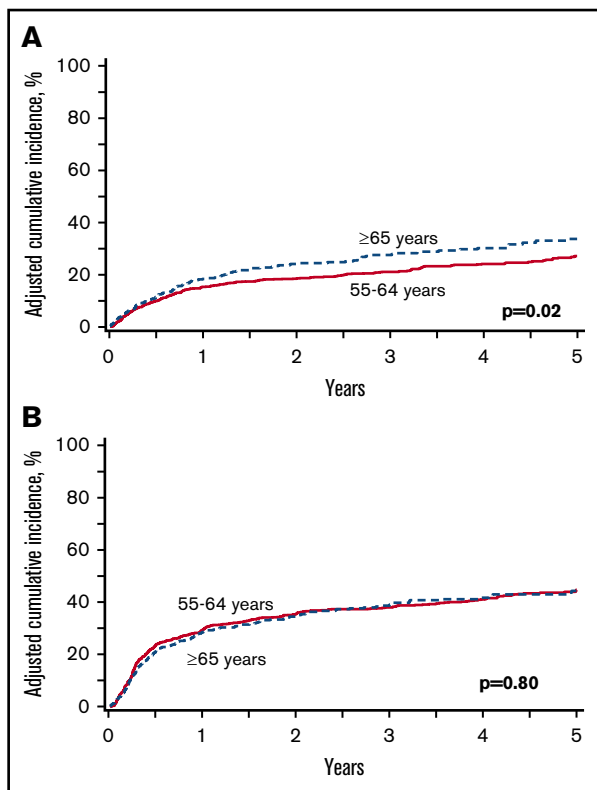 A
Adjusted cumulative incidence, %
100
80
60
40
20
0
≥65 years
55-64 years
p=0.02
0 1 2 3 4 5
Years
B
Adjusted cumulative incidence, %
100
80
60
40
20
0
55-64 years
≥65 years
p=0.80
0 1 2 3 4 5
Years